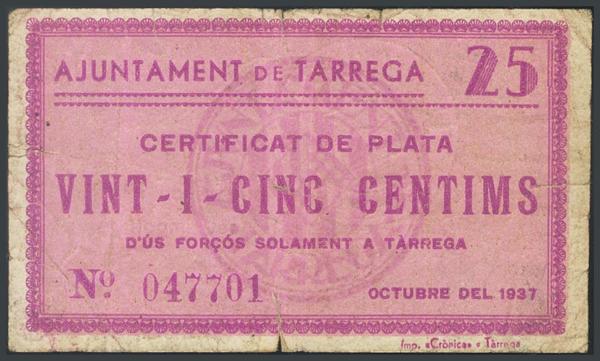 AJUNTAMENT DE TÀRREGA 25
CERTIFICAT DE PLATA
VINT-I-CINC CENTIMS
D'ÚS FORÇÓS SOLAMENT A TÀRREGA
Nº 047701 OCTUBRE DEL 1937
Imp. «Crònica» • Tàrrega